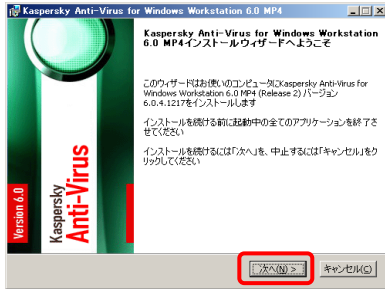 Kaspersky Anti-Virus for Windows Workstation 6.0 MP4
Kaspersky Anti-Virus for Windows Workstation
6.0 MP4インストールウィザードへようこそ
このウィザードはお使いのコンピュータにKaspersky Anti-Virus for
Windows Workstation 6.0 MP4 (Release 2) バージョン
6.0.4.1217をインストールします
インストールを続ける前に起動中の全てのアプリケーションを終了さ
せてください
インストールを続けるには「次へ」を、中止するには「キャンセル」をク
リックしてください
Version 6.0
Kaspersky
Anti-Virus
次へ(N) >
キャンセル(C)